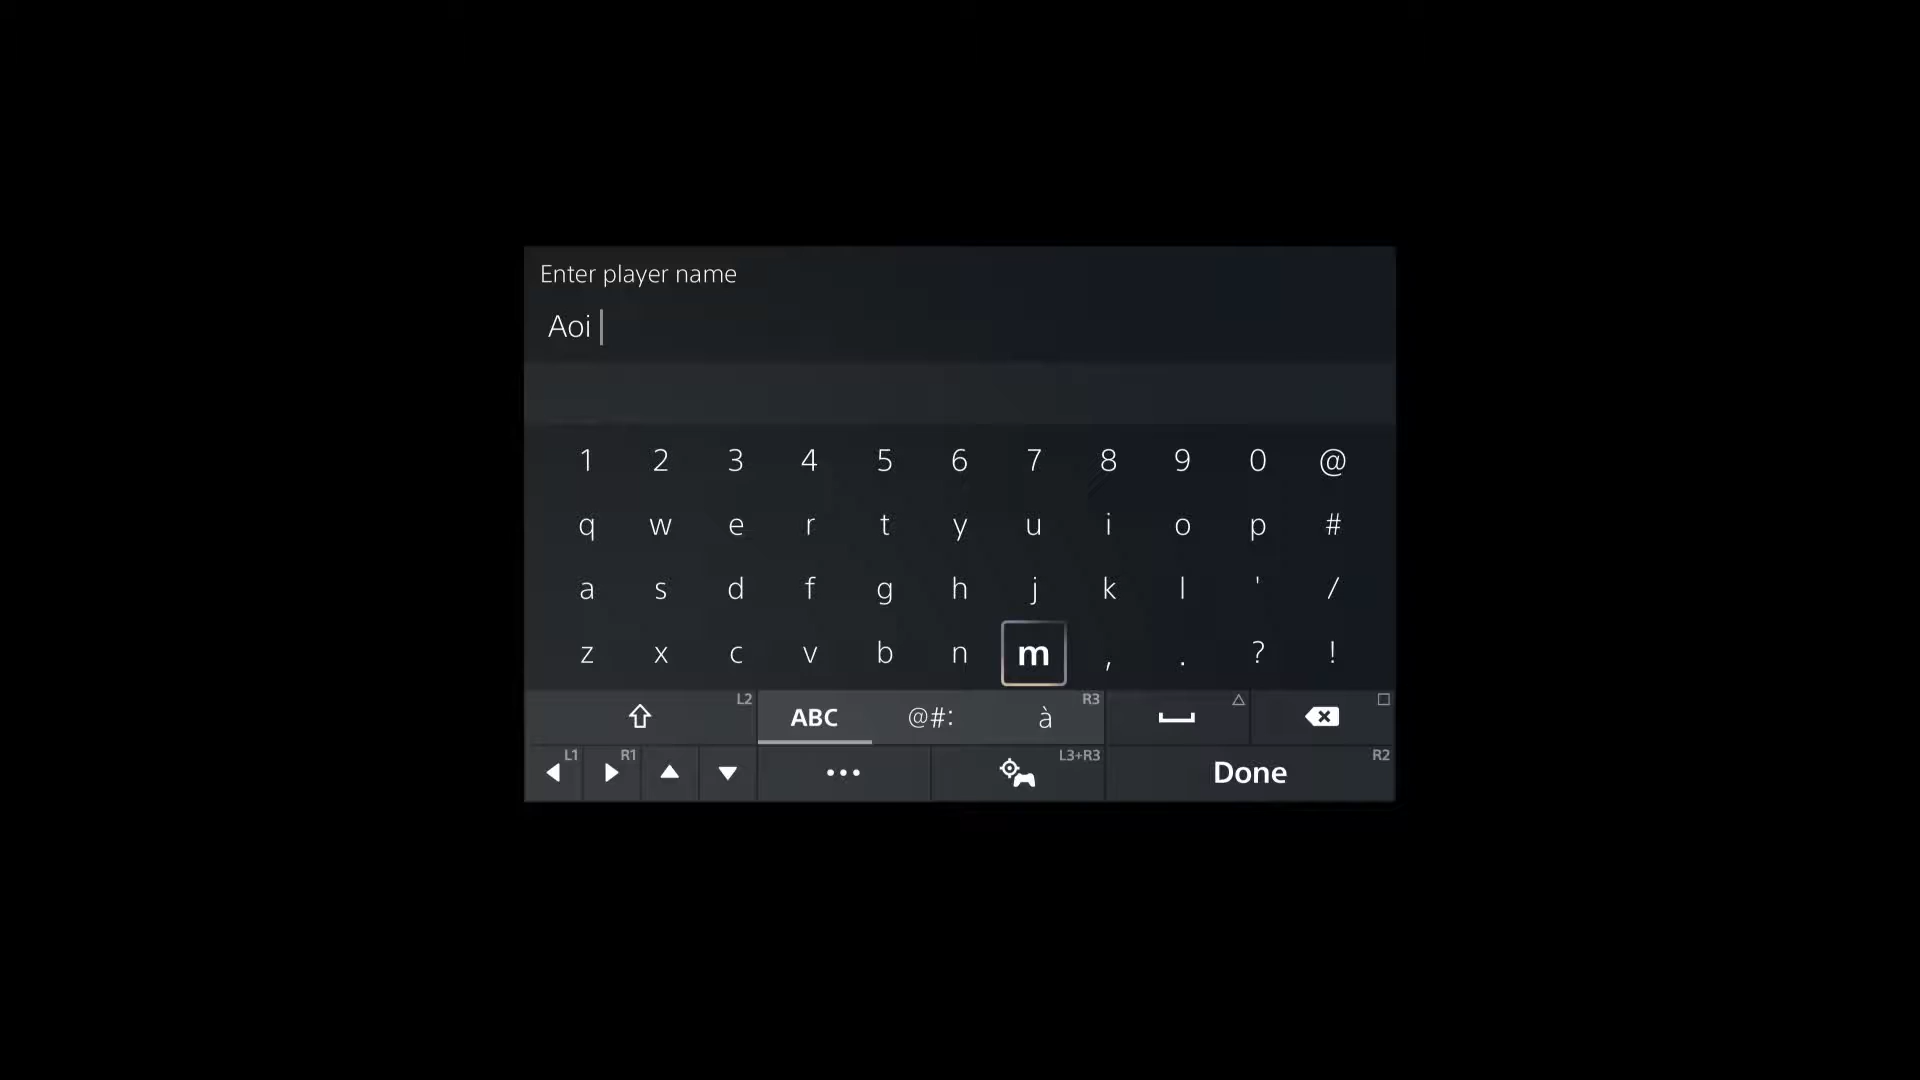 Enter player name
Aoi
1 2 3 4 5 6 7 8 9 0 @
q w e r t y u i o p #
a s d f g h j k l ' /
z x c v b n m , . ? !
L2 ABC @#: à R3
L1 R1 ... L3+R3 Done R2